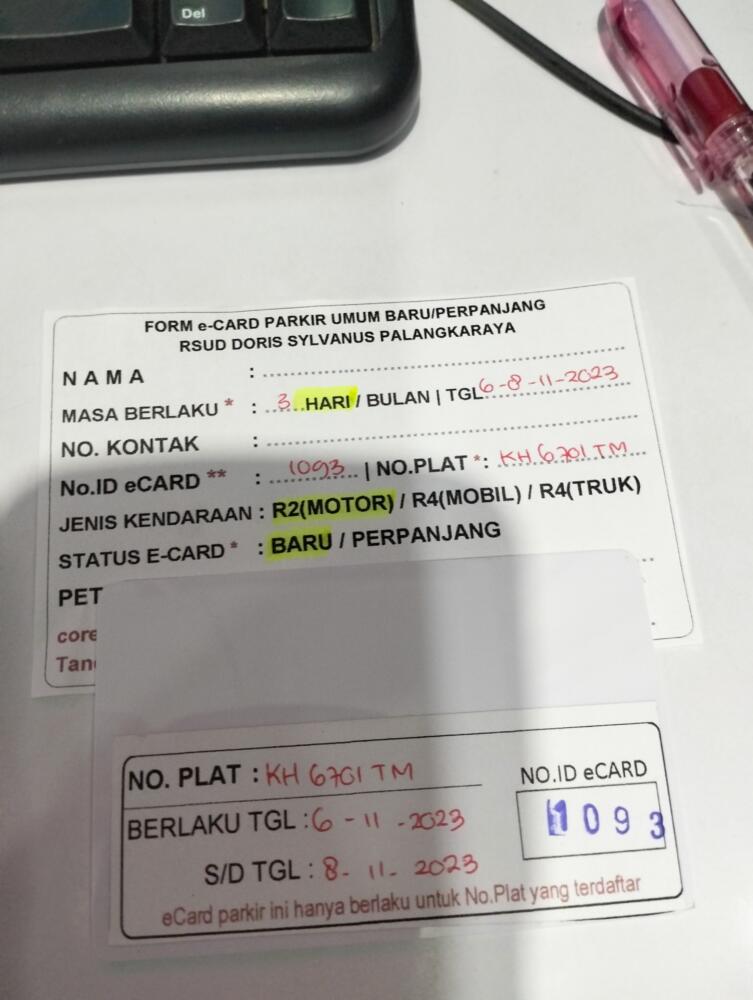 Del
FORM e-CARD PARKIR UMUM BARU/PERPANJANG
RSUD DORIS SYLVANUS PALANGKARAYA
NAMA :
MASA BERLAKU * : 3 HARI / BULAN | TGL 6-8-11-2023
NO. KONTAK :
No.ID eCARD ** : 1093 | NO.PLAT *: KH 6701 TM
JENIS KENDARAAN : R2(MOTOR) / R4(MOBIL) / R4(TRUK)
STATUS E-CARD * : BARU / PERPANJANG
PET
core
Tan
NO. PLAT : KH 6701 TM
NO.ID eCARD
BERLAKU TGL : 6 - 11 - 2023
1093
S/D TGL : 8 - 11 - 2023
eCard parkir ini hanya berlaku untuk No.Plat yang terdaftar